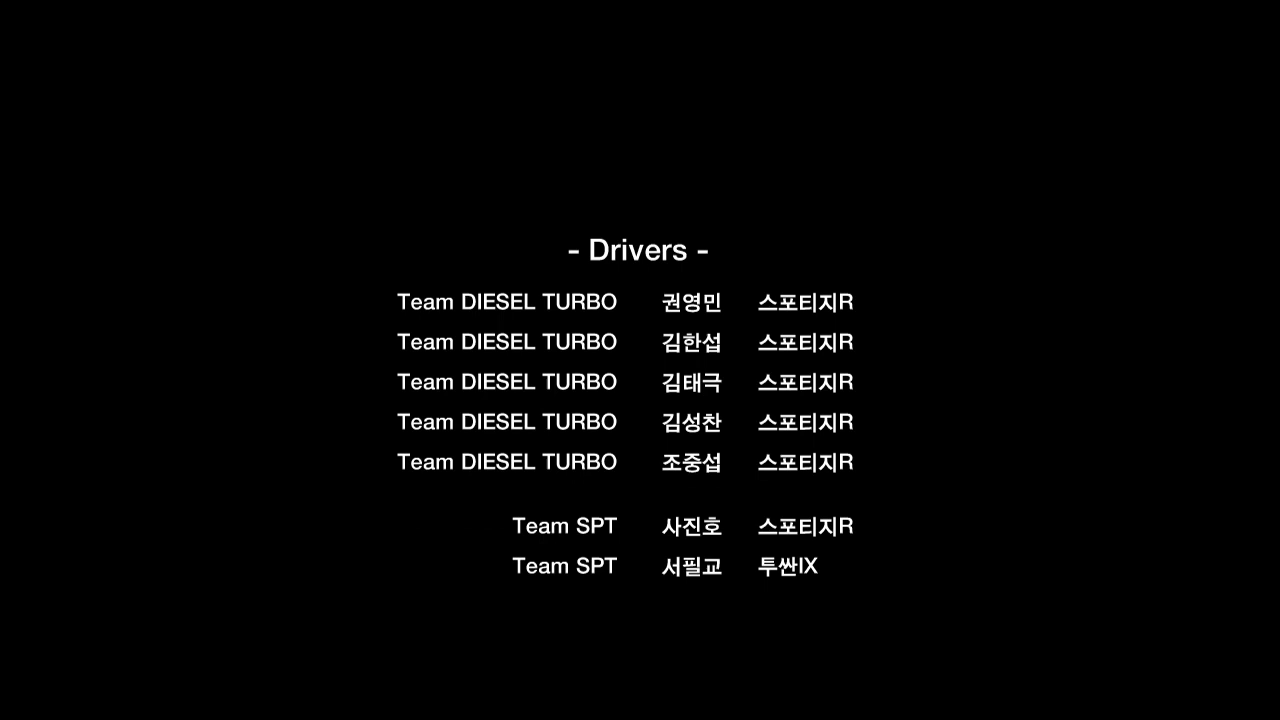 - Drivers -
Team DIESEL TURBO 권영민 스포티지R
Team DIESEL TURBO 김한섭 스포티지R
Team DIESEL TURBO 김태극 스포티지R
Team DIESEL TURBO 김성찬 스포티지R
Team DIESEL TURBO 조중섭 스포티지R
Team SPT 사진호 스포티지R
Team SPT 서필교 투싼IX